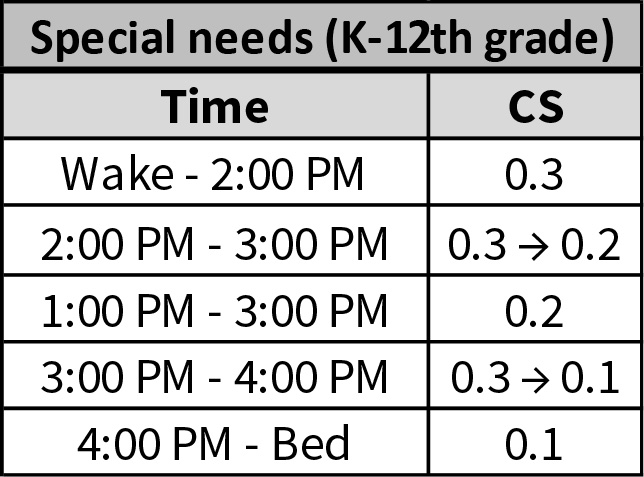 Special needs (K-12th grade)
Time CS
Wake - 2:00 PM 0.3
2:00 PM - 3:00 PM 0.3 → 0.2
1:00 PM - 3:00 PM 0.2
3:00 PM - 4:00 PM 0.3 → 0.1
4:00 PM - Bed 0.1